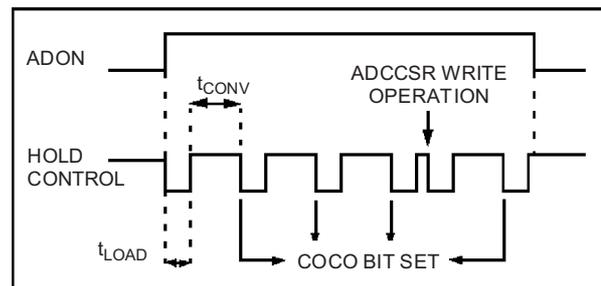 ADON
ADCCSR WRITE
OPERATION
tCONV
HOLD
CONTROL
tLOAD
COCO BIT SET